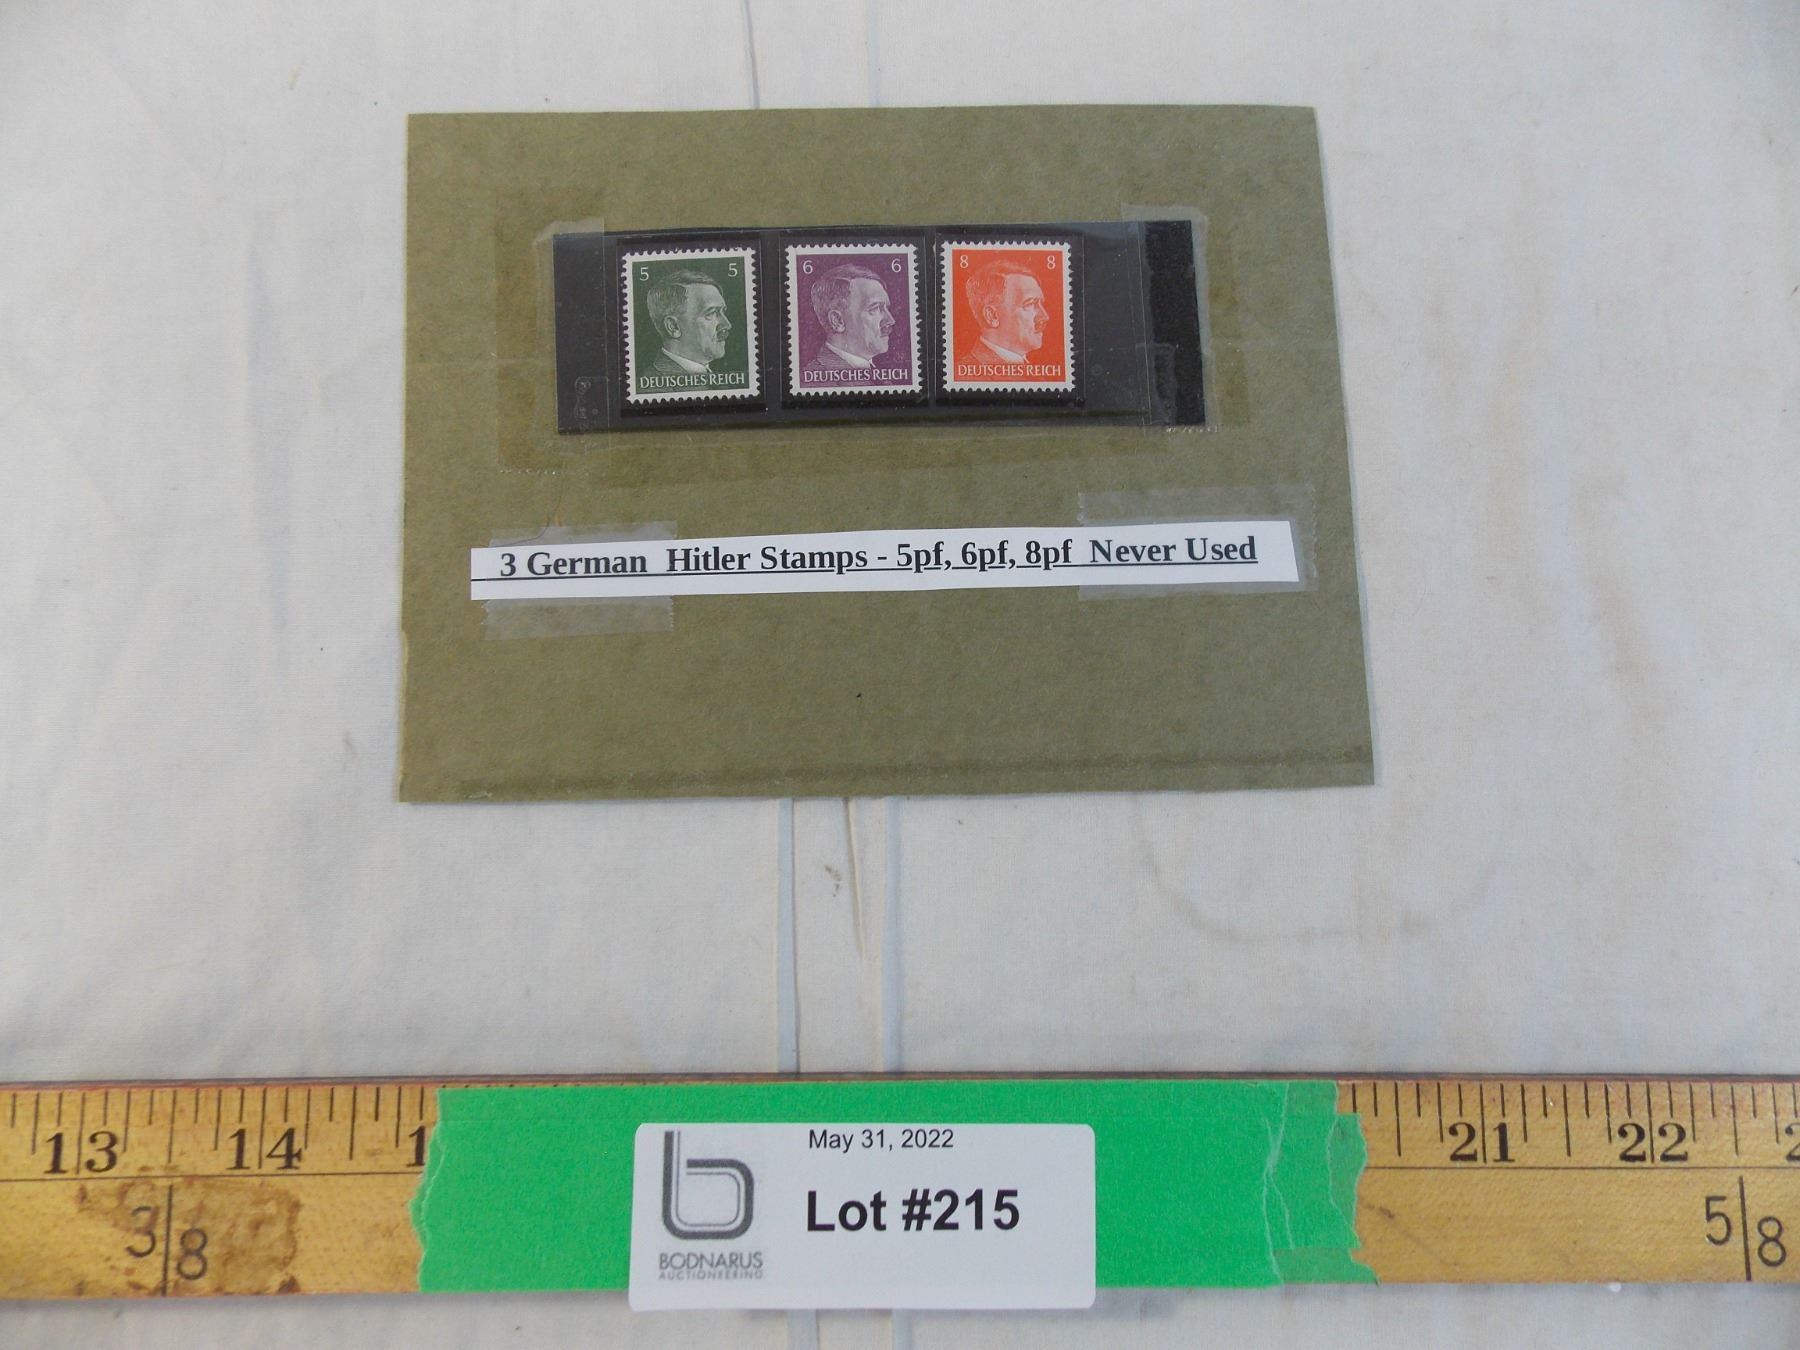 5 5
DEUTSCHES REICH
6 6
DEUTSCHES REICH
8 8
DEUTSCHES REICH
3 German Hitler Stamps - 5pf, 6pf, 8pf Never Used
13 14 1 21 22 2
3|8 5|8
May 31, 2022
Lot #215
BODNARUS
AUCTIONEERING